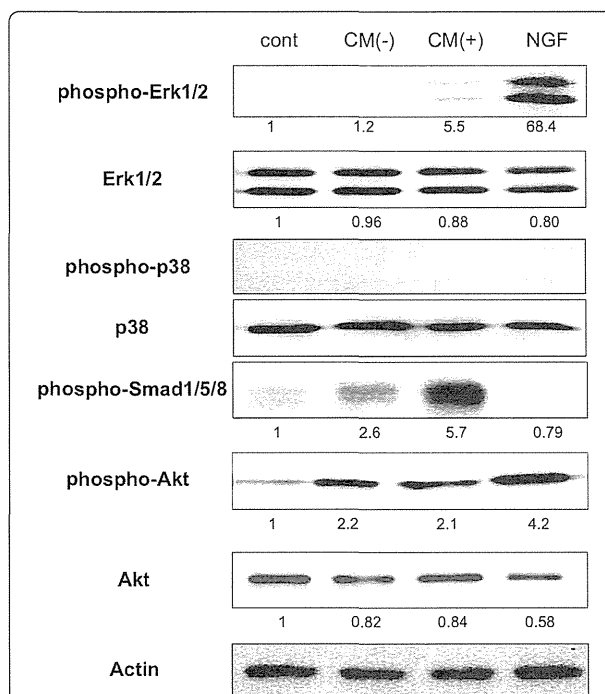 cont CM(-) CM(+) NGF
phospho-Erk1/2
1 1.2 5.5 68.4
Erk1/2
1 0.96 0.88 0.80
phospho-p38
p38
phospho-Smad1/5/8
1 2.6 5.7 0.79
phospho-Akt
1 2.2 2.1 4.2
Akt
1 0.82 0.84 0.58
Actin